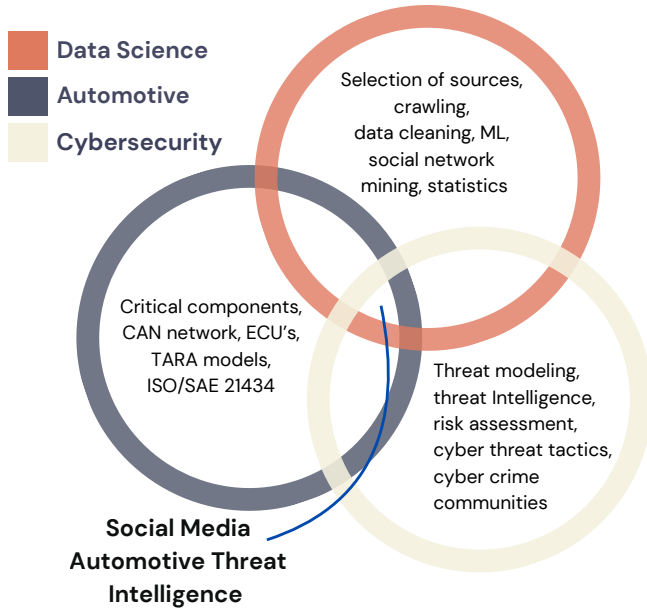 Data Science
Automotive
Cybersecurity
Selection of sources,
crawling,
data cleaning, ML,
social network
mining, statistics
Critical components,
CAN network, ECU's,
TARA models,
ISO/SAE 21434
Threat modeling,
threat Intelligence,
risk assessment,
cyber threat tactics,
cyber crime
communities
Social Media
Automotive Threat
Intelligence